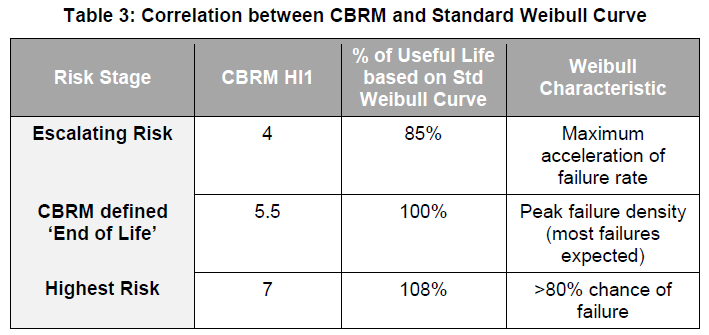 Table 3: Correlation between CBRM and Standard Weibull Curve
Risk Stage
CBRM HI1
% of Useful Life
based on Std
Weibull Curve
Weibull
Characteristic
Escalating Risk
4
85%
Maximum
acceleration of
failure rate
CBRM defined
‘End of Life’
5.5
100%
Peak failure density
(most failures
expected)
Highest Risk
7
108%
>80% chance of
failure